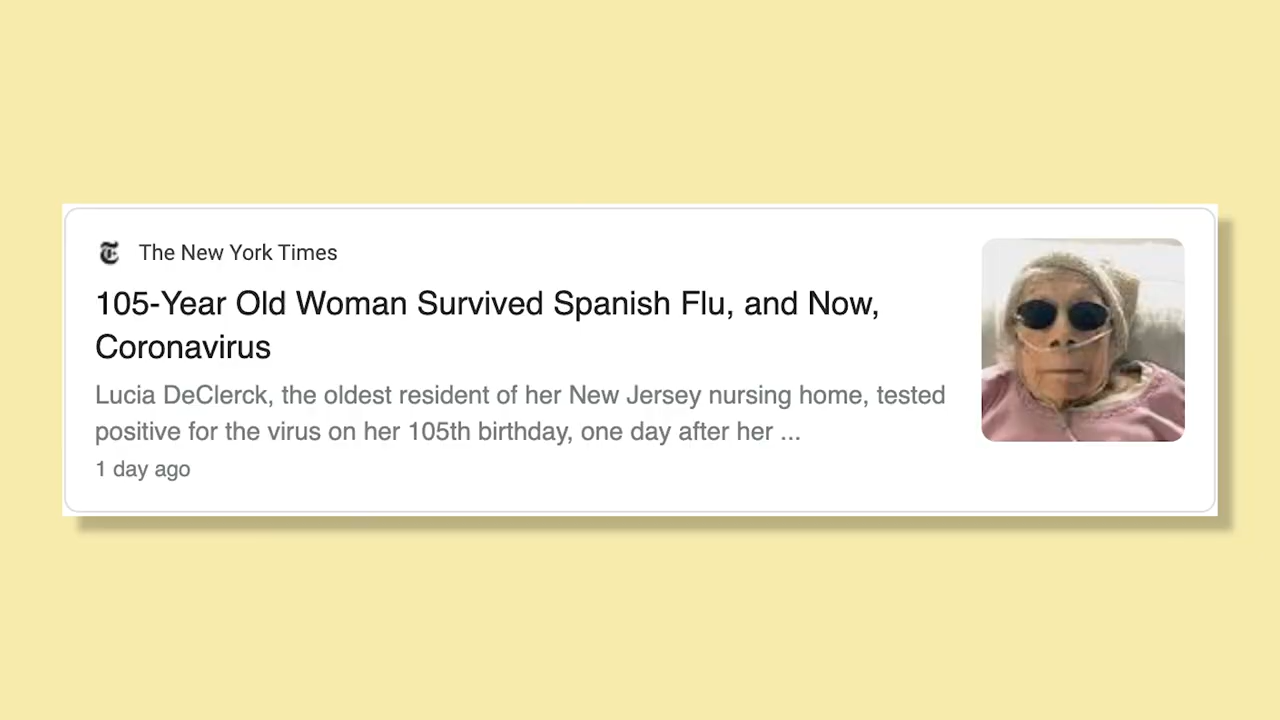 The New York Times
105-Year Old Woman Survived Spanish Flu, and Now,
Coronavirus
Lucia DeClerck, the oldest resident of her New Jersey nursing home, tested
positive for the virus on her 105th birthday, one day after her ...
1 day ago